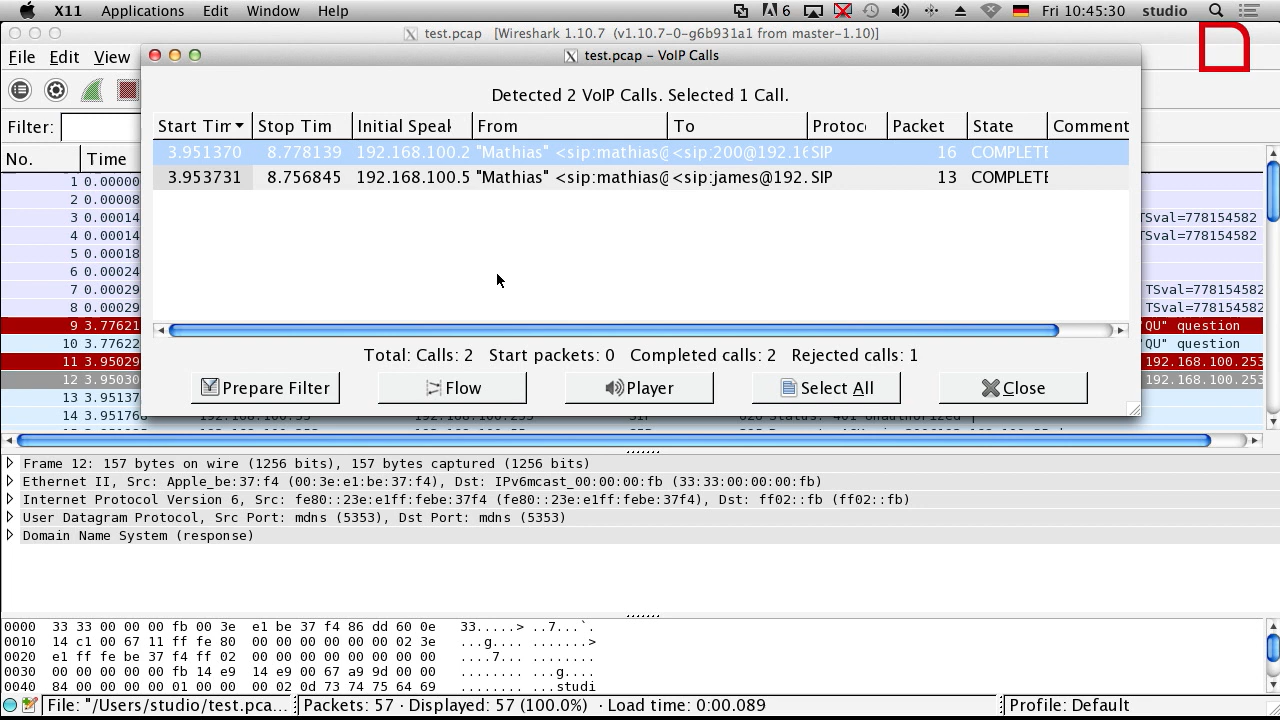 X11 Applications Edit Window Help 6 Fri 10:45:30 studio
test.pcap [Wireshark 1.10.7 (v1.10.7-0-g6b931a1 from master-1.10)]
File Edit View
test.pcap – VoIP Calls
Detected 2 VoIP Calls. Selected 1 Call.
Filter:
Start Tim Stop Tim Initial Speak From To Protoc Packet State Comment
3.951370 8.778139 192.168.100.2 "Mathias" <sip:mathias@ <sip:200@192.16 SIP 16 COMPLETE
3.953731 8.756845 192.168.100.5 "Mathias" <sip:mathias@ <sip:james@192. SIP 13 COMPLETE
No. Time
1 0.00000
2 0.00008
3 0.00014 TSval=778154582
4 0.00014 TSval=778154582
5 0.00018
6 0.00024
7 0.00029 TSval=778154582
8 0.00029 TSval=778154582
9 3.77621 "QU" question
10 3.77622 "QU" question
11 3.95029 192.168.100.253
12 3.95030 192.168.100.253
13 3.95137
14 3.951768
Total: Calls: 2 Start packets: 0 Completed calls: 2 Rejected calls: 1
Prepare Filter Flow Player Select All Close
Frame 12: 157 bytes on wire (1256 bits), 157 bytes captured (1256 bits)
Ethernet II, Src: Apple_be:37:f4 (00:3e:e1:be:37:f4), Dst: IPv6mcast_00:00:00:fb (33:33:00:00:00:fb)
Internet Protocol Version 6, Src: fe80::23e:e1ff:febe:37f4 (fe80::23e:e1ff:febe:37f4), Dst: ff02::fb (ff02::fb)
User Datagram Protocol, Src Port: mdns (5353), Dst Port: mdns (5353)
Domain Name System (response)
0000 33 33 00 00 00 fb 00 3e e1 be 37 f4 86 dd 60 0e 33.....> ..7...`.
0010 14 c1 00 67 11 ff fe 80 00 00 00 00 00 00 02 3e ...g.... .......>
0020 e1 ff fe be 37 f4 ff 02 00 00 00 00 00 00 00 00 ....7... ........
0030 00 00 00 00 00 fb 14 e9 14 e9 00 67 a9 9d 00 00 ........ ...g....
0040 84 00 00 00 00 01 00 00 00 02 0d 73 74 75 64 69 ........ ...studi
File: "/Users/studio/test.pca... Packets: 57 · Displayed: 57 (100.0%) · Load time: 0:00.089 Profile: Default